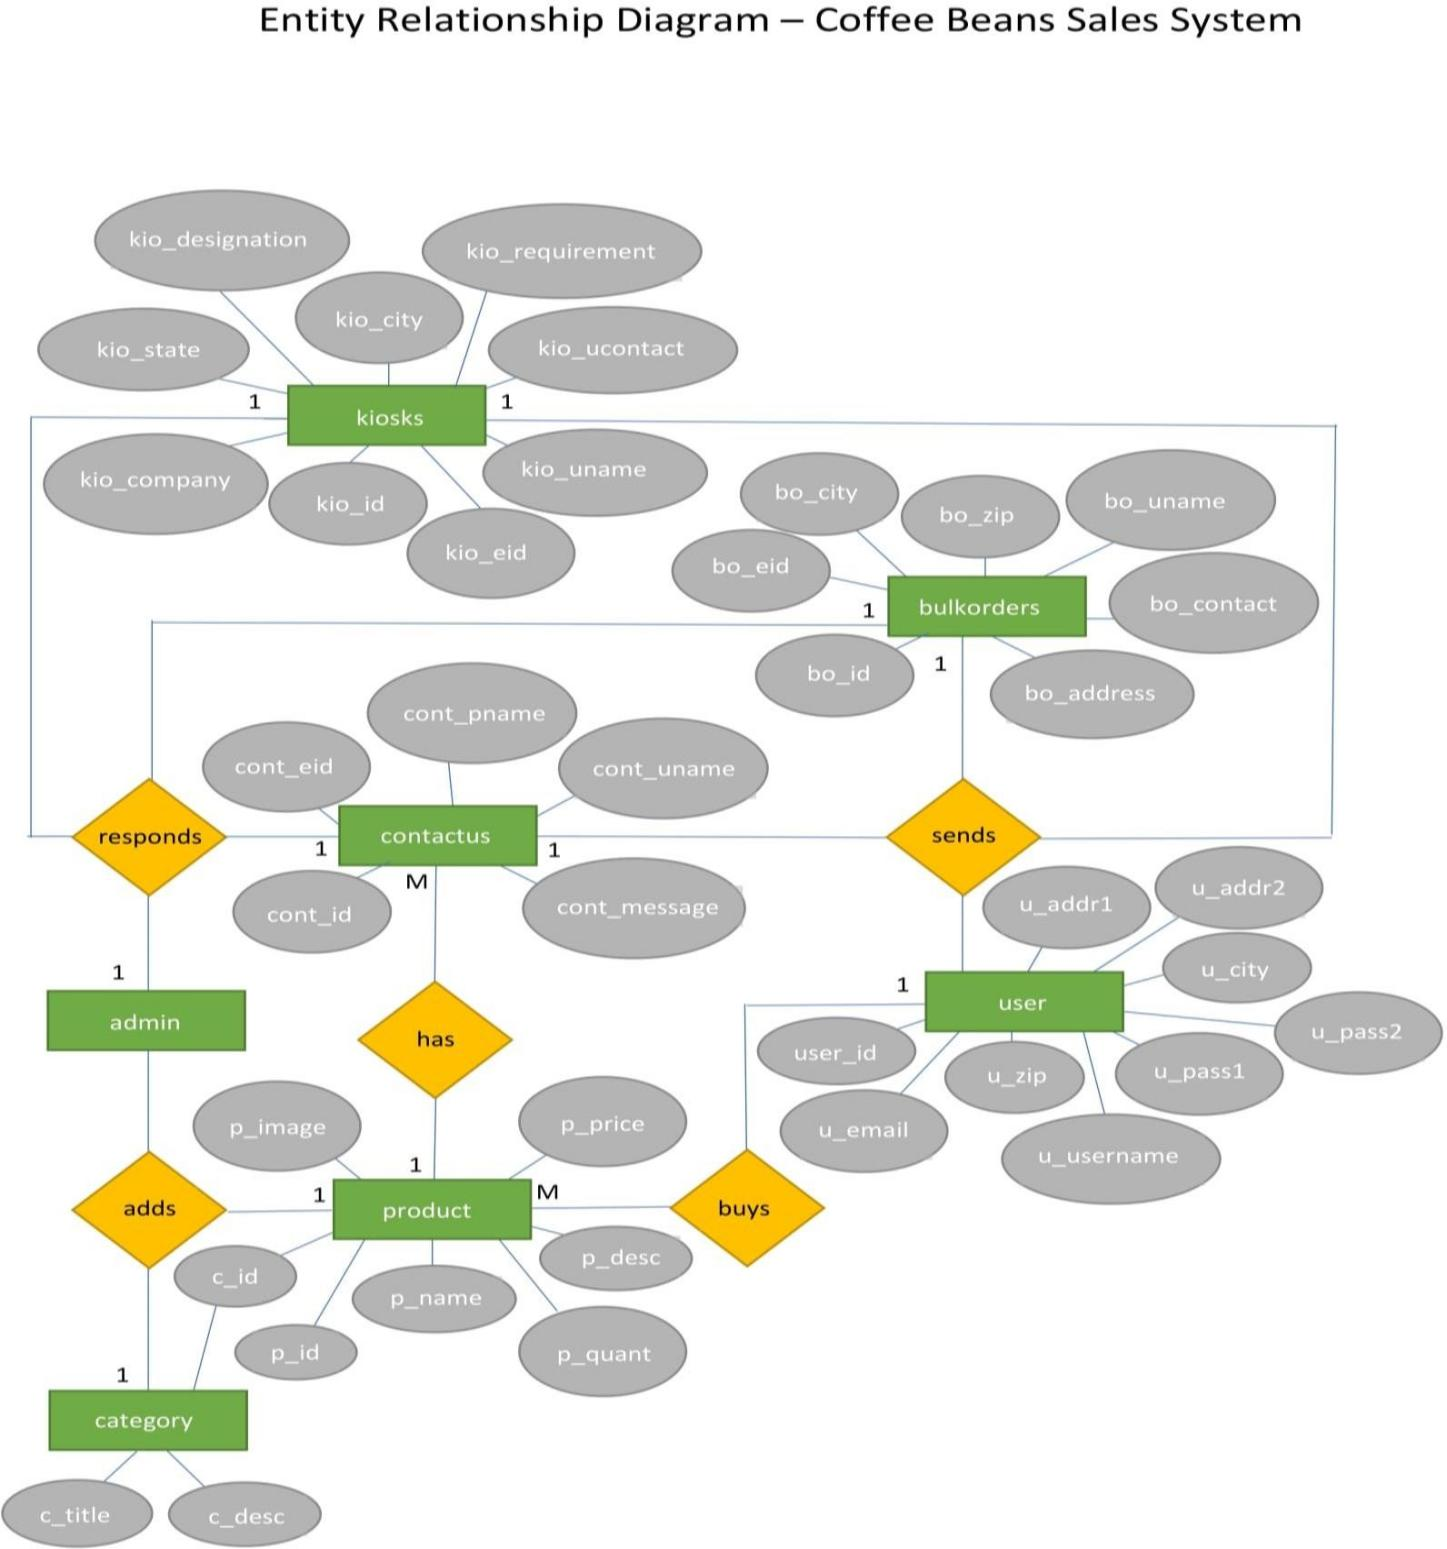 Entity Relationship Diagram – Coffee Beans Sales System
kio_designation
kio_requirement
kio_city
kio_state
kio_ucontact
1
kiosks
1
kio_company
kio_id
kio_uname
kio_eid
bo_city
bo_zip
bo_uname
bo_eid
bulkorders
bo_contact
1
bo_id
1
bo_address
cont_pname
cont_eid
cont_uname
responds
contactus
sends
1
1
M
cont_id
cont_message
u_addr1
u_addr2
u_city
1
1
user
admin
has
user_id
u_zip
u_pass1
u_pass2
u_email
u_username
p_image
p_price
1
1
M
adds
product
buys
c_id
p_desc
p_name
p_id
p_quant
1
category
c_title
c_desc